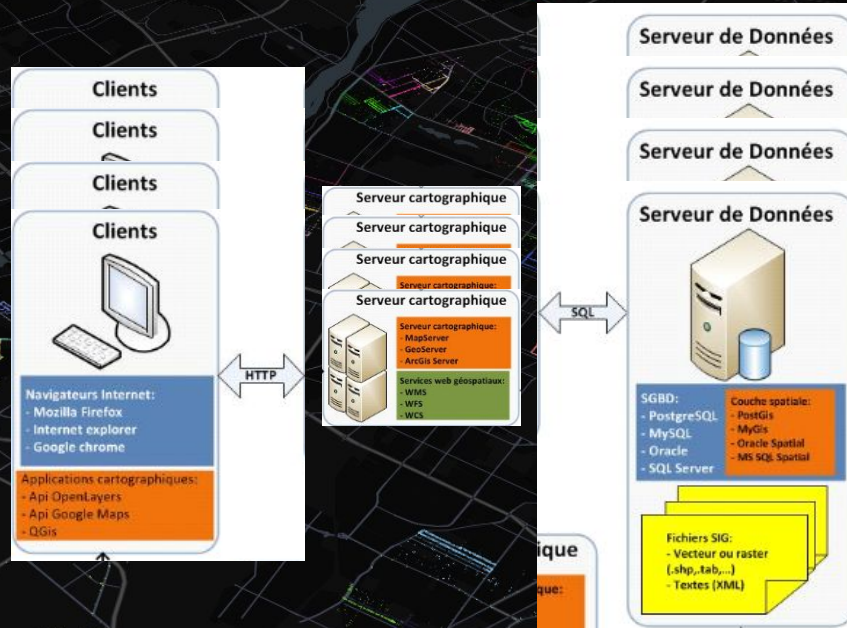 Clients
Clients
Clients
Clients
Navigateurs Internet:
- Mozilla Firefox
- Internet explorer
- Google chrome
Applications cartographiques:
- Api OpenLayers
- Api Google Maps
- QGis
HTTP
Serveur cartographique
Serveur cartographique
Serveur cartographique
Serveur cartographique:
Serveur cartographique
Serveur cartographique:
- MapServer
- GeoServer
- ArcGis Server
Services web géospatiaux:
- WMS
- WFS
- WCS
SQL
ique
que:
Serveur de Données
Serveur de Données
Serveur de Données
Serveur de Données
SGBD:
- PostgreSQL
- MySQL
- Oracle
- SQL Server
Couche spatiale:
- PostGis
- MyGis
- Oracle Spatial
- MS SQL Spatial
Fichiers SIG:
- Vecteur ou raster
(.shp,.tab,...)
- Textes (XML)